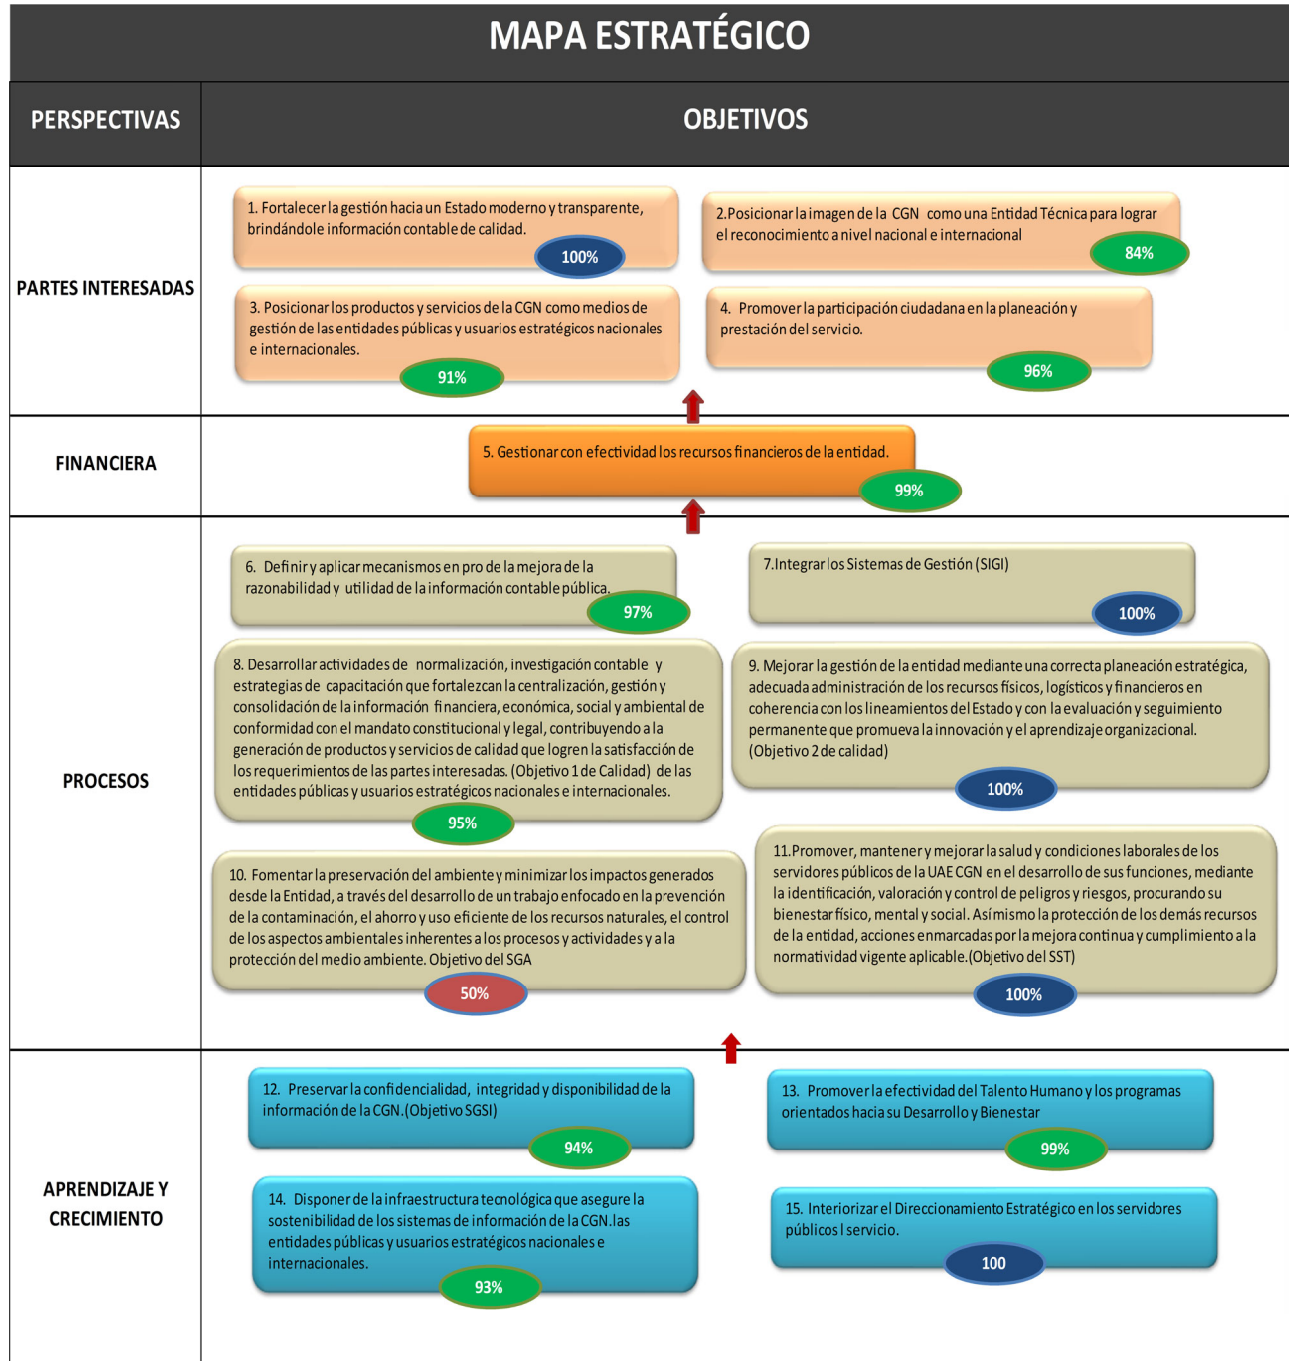 MAPA ESTRATÉGICO
PERSPECTIVAS
OBJETIVOS
PARTES INTERESADAS
1. Fortalecer la gestión hacia un Estado moderno y transparente,
brindándole información contable de calidad.
100%
2.Posicionar la imagen de la CGN como una Entidad Técnica para lograr
el reconocimiento a nivel nacional e internacional
84%
3. Posicionar los productos y servicios de la CGN como medios de
gestión de las entidades públicas y usuarios estratégicos nacionales
e internacionales.
91%
4. Promover la participación ciudadana en la planeación y
prestación del servicio.
96%
FINANCIERA
5. Gestionar con efectividad los recursos financieros de la entidad.
99%
PROCESOS
6. Definir y aplicar mecanismos en pro de la mejora de la
razonabilidad y utilidad de la información contable pública.
97%
7.Integrar los Sistemas de Gestión (SIGI)
100%
8. Desarrollar actividades de normalización, investigación contable y
estrategias de capacitación que fortalezcan la centralización, gestión y
consolidación de la información financiera, económica, social y ambiental de
conformidad con el mandato constitucional y legal, contribuyendo a la
generación de productos y servicios de calidad que logren la satisfacción de
los requerimientos de las partes interesadas. (Objetivo 1 de Calidad) de las
entidades públicas y usuarios estratégicos nacionales e internacionales.
95%
9. Mejorar la gestión de la entidad mediante una correcta planeación estratégica,
adecuada administración de los recursos físicos, logísticos y financieros en
coherencia con los lineamientos del Estado y con la evaluación y seguimiento
permanente que promueva la innovación y el aprendizaje organizacional.
(Objetivo 2 de calidad)
100%
10. Fomentar la preservación del ambiente y minimizar los impactos generados
desde la Entidad, a través del desarrollo de un trabajo enfocado en la prevención
de la contaminación, el ahorro y uso eficiente de los recursos naturales, el control
de los aspectos ambientales inherentes a los procesos y actividades y a la
protección del medio ambiente. Objetivo del SGA
50%
11.Promover, mantener y mejorar la salud y condiciones laborales de los
servidores públicos de la UAE CGN en el desarrollo de sus funciones, mediante
la identificación, valoración y control de peligros y riesgos, procurando su
bienestar físico, mental y social. Asímismo la protección de los demás recursos
de la entidad, acciones enmarcadas por la mejora continua y cumplimiento a la
normatividad vigente aplicable.(Objetivo del SST)
100%
APRENDIZAJE Y
CRECIMIENTO
12. Preservar la confidencialidad, integridad y disponibilidad de la
información de la CGN.(Objetivo SGSI)
94%
13. Promover la efectividad del Talento Humano y los programas
orientados hacia su Desarrollo y Bienestar
99%
14. Disponer de la infraestructura tecnológica que asegure la
sostenibilidad de los sistemas de información de la CGN.las
entidades públicas y usuarios estratégicos nacionales e
internacionales.
93%
15. Interiorizar el Direccionamiento Estratégico en los servidores
públicos l servicio.
100